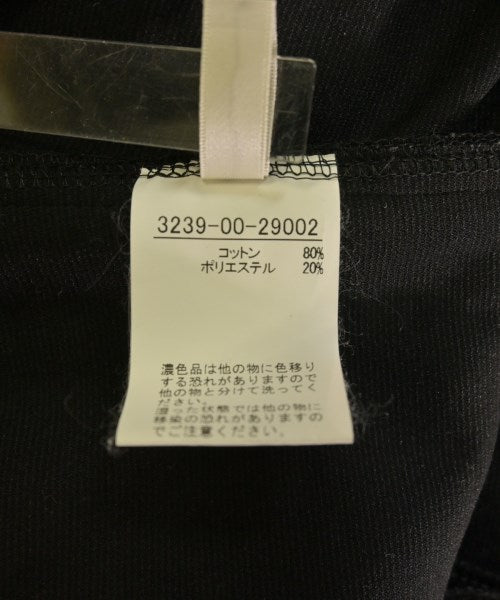 3239-00-29002
コットン 80%
ポリエステル 20%
濃色品は他の物に色移り
する恐れがありますので
他の物と分けて洗ってく
ださい。
湿った状態では他の物に
移染の恐れがありますの
でご注意ください。